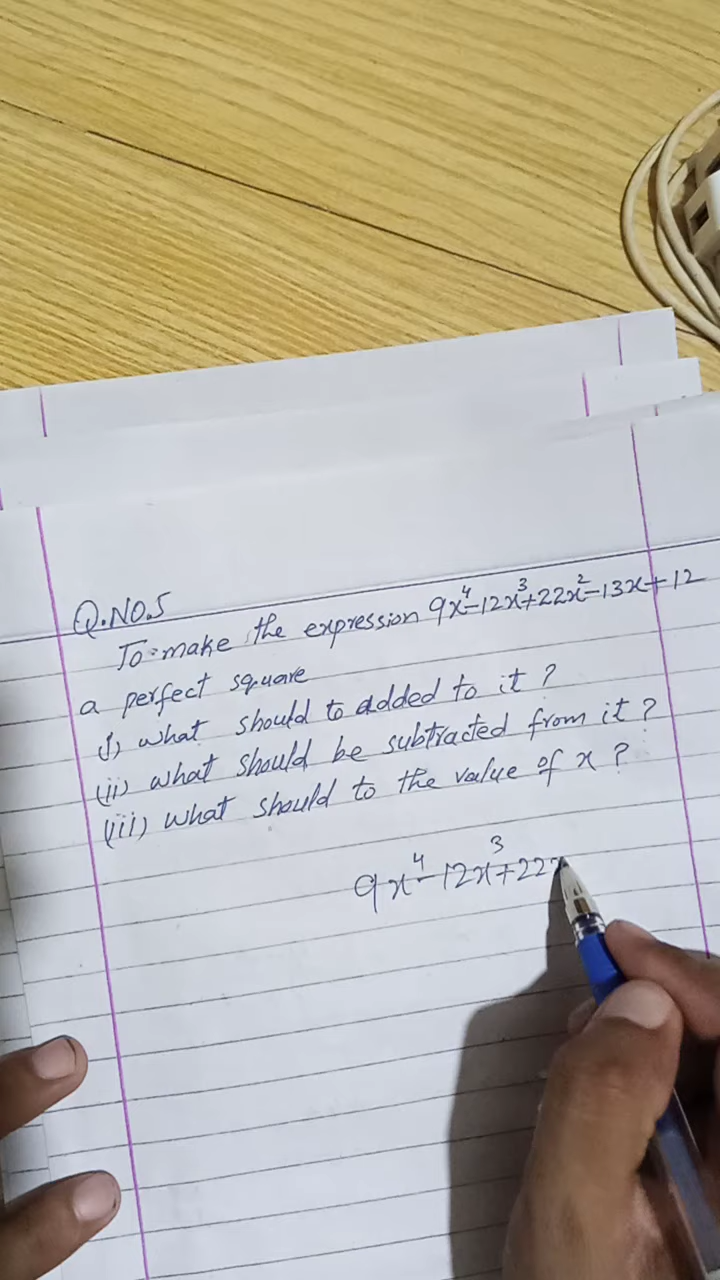 Q.NO.5
To make the expression 9x⁴-12x³+22x²-13x+12
a perfect square
(i) what should to added to it ?
(ii) what should be subtracted from it ?
(iii) what should to the value of x ?
9x⁴-12x³+22x